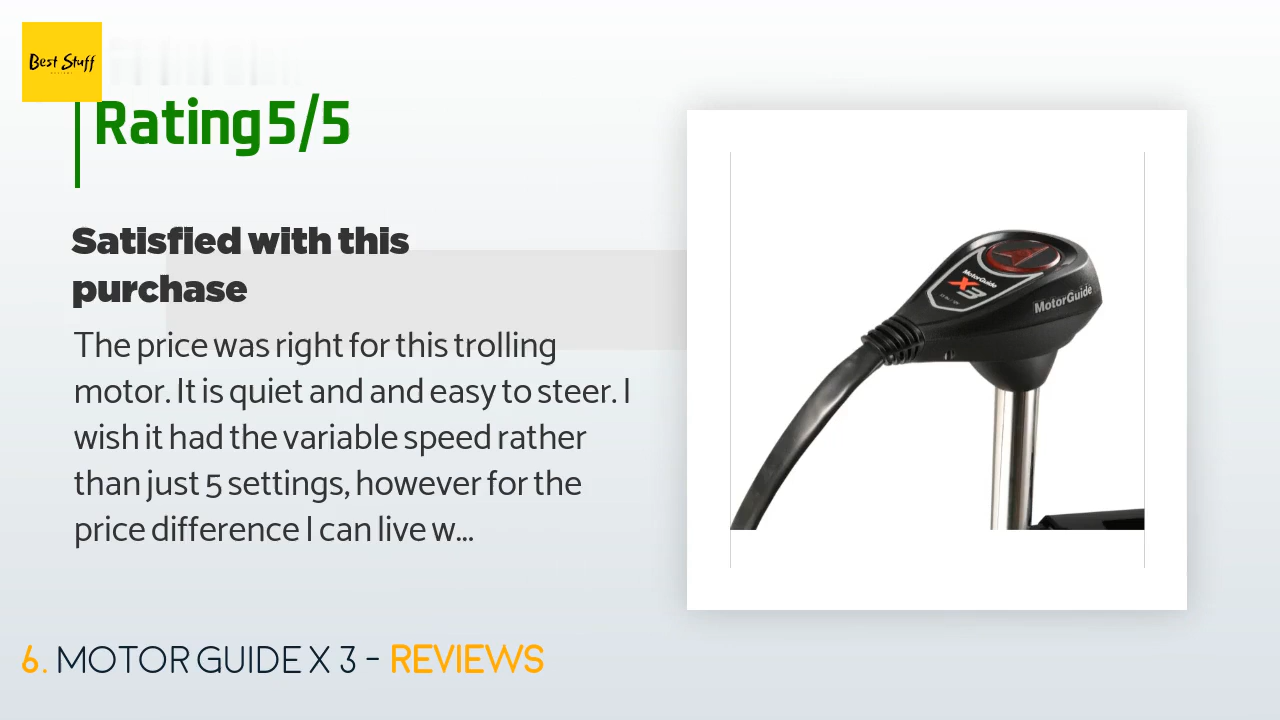 Best Stuff
Rating 5/5
Satisfied with this
purchase
The price was right for this trolling
motor. It is quiet and and easy to steer. I
wish it had the variable speed rather
than just 5 settings, however for the
price difference I can live w...
MotorGuide
X3
MotorGuide
6. MOTOR GUIDE X 3 - REVIEWS